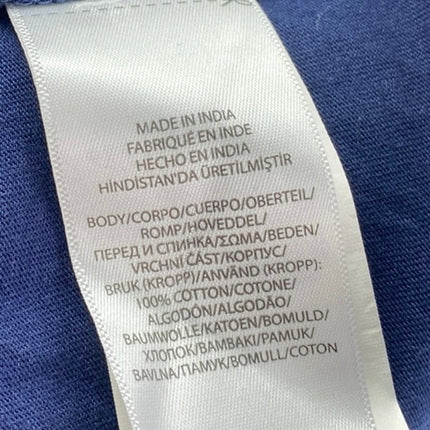 MADE IN INDIA
FABRIQUÉ EN INDE
HECHO EN INDIA
HİNDİSTAN'DA ÜRETİLMİŞTİR
BODY/CORPO/CUERPO/OBERTEIL/
ROMP/HOVEDDEL/
ПЕРЕД И СПИНКА/ΣΩΜΑ/BEDEN/
VRCHNÍ ČÁST/KORPUS/
BRUK (KROPP)/ANVÄND (KROPP):
100% COTTON/COTONE/
ALGODÓN/ALGODÃO/
BAUMWOLLE/KATOEN/BOMULD/
ХЛОПОК/ΒΑΜΒΑΚΙ/PAMUK/
BAVLNA/ПАМУК/BOMULL/COTON